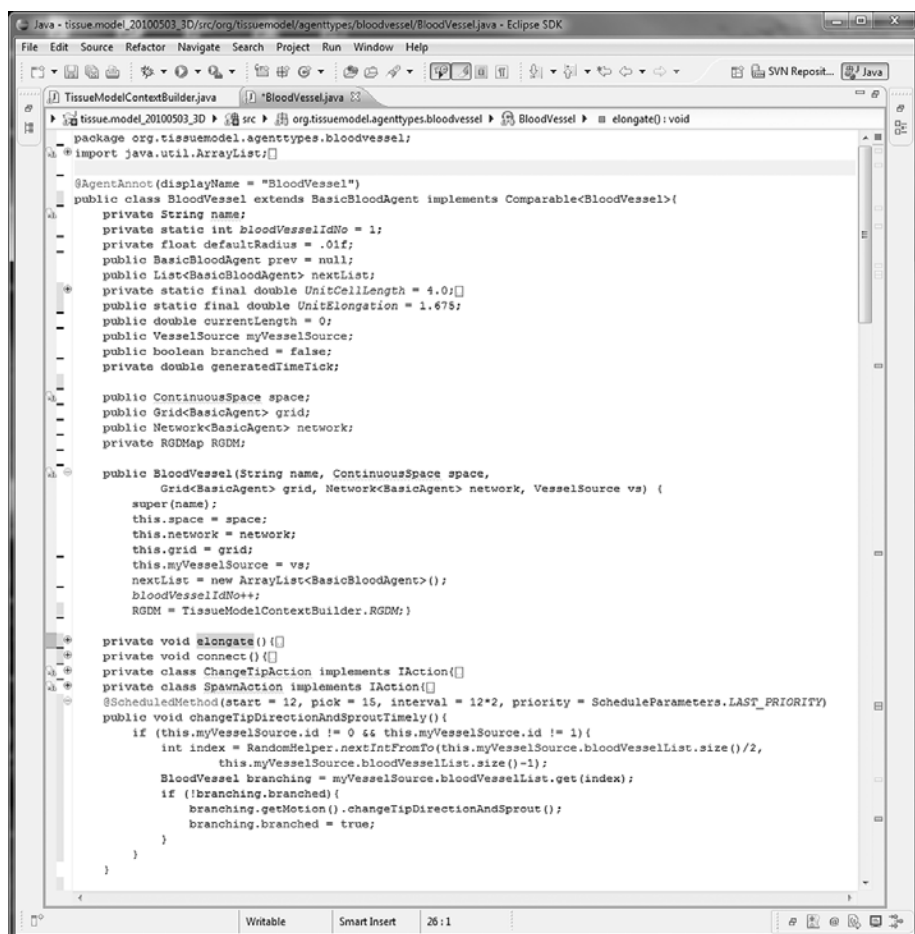 Java - tissue.model_20100503_3D/src/org/tissuemodel/agenttypes/bloodvessel/BloodVessel.java - Eclipse SDK
File Edit Source Refactor Navigate Search Project Run Window Help
SVN Reposit... Java
TissueModelContextBuilder.java *BloodVessel.java
tissue.model_20100503_3D src org.tissuemodel.agenttypes.bloodvessel BloodVessel elongate() : void
package org.tissuemodel.agenttypes.bloodvessel;
import java.util.ArrayList;
@AgentAnnot(displayName = "BloodVessel")
public class BloodVessel extends BasicBloodAgent implements Comparable<BloodVessel>{
private String name;
private static int bloodVesselIdNo = 1;
private float defaultRadius = .01f;
public BasicBloodAgent prev = null;
public List<BasicBloodAgent> nextList;
private static final double UnitCellLength = 4.0;
public static final double UnitElongation = 1.675;
public double currentLength = 0;
public VesselSource myVesselSource;
public boolean branched = false;
private double generatedTimeTick;
public ContinuousSpace space;
public Grid<BasicAgent> grid;
public Network<BasicAgent> network;
private RGDMap RGDM;
public BloodVessel(String name, ContinuousSpace space,
Grid<BasicAgent> grid, Network<BasicAgent> network, VesselSource vs) {
super(name);
this.space = space;
this.network = network;
this.grid = grid;
this.myVesselSource = vs;
nextList = new ArrayList<BasicBloodAgent>();
bloodVesselIdNo++;
RGDM = TissueModelContextBuilder.RGDM;}
private void elongate(){
private void connect(){
private class ChangeTipAction implements IAction{
private class SpawnAction implements IAction{
@ScheduledMethod(start = 12, pick = 15, interval = 12*2, priority = ScheduleParameters.LAST_PRIORITY)
public void changeTipDirectionAndSproutTimely(){
if (this.myVesselSource.id != 0 && this.myVesselSource.id != 1){
int index = RandomHelper.nextIntFromTo(this.myVesselSource.bloodVesselList.size()/2,
this.myVesselSource.bloodVesselList.size()-1);
BloodVessel branching = myVesselSource.bloodVesselList.get(index);
if (!branching.branched){
branching.getMotion().changeTipDirectionAndSprout();
branching.branched = true;
}
}
}
Writable Smart Insert 26 : 1